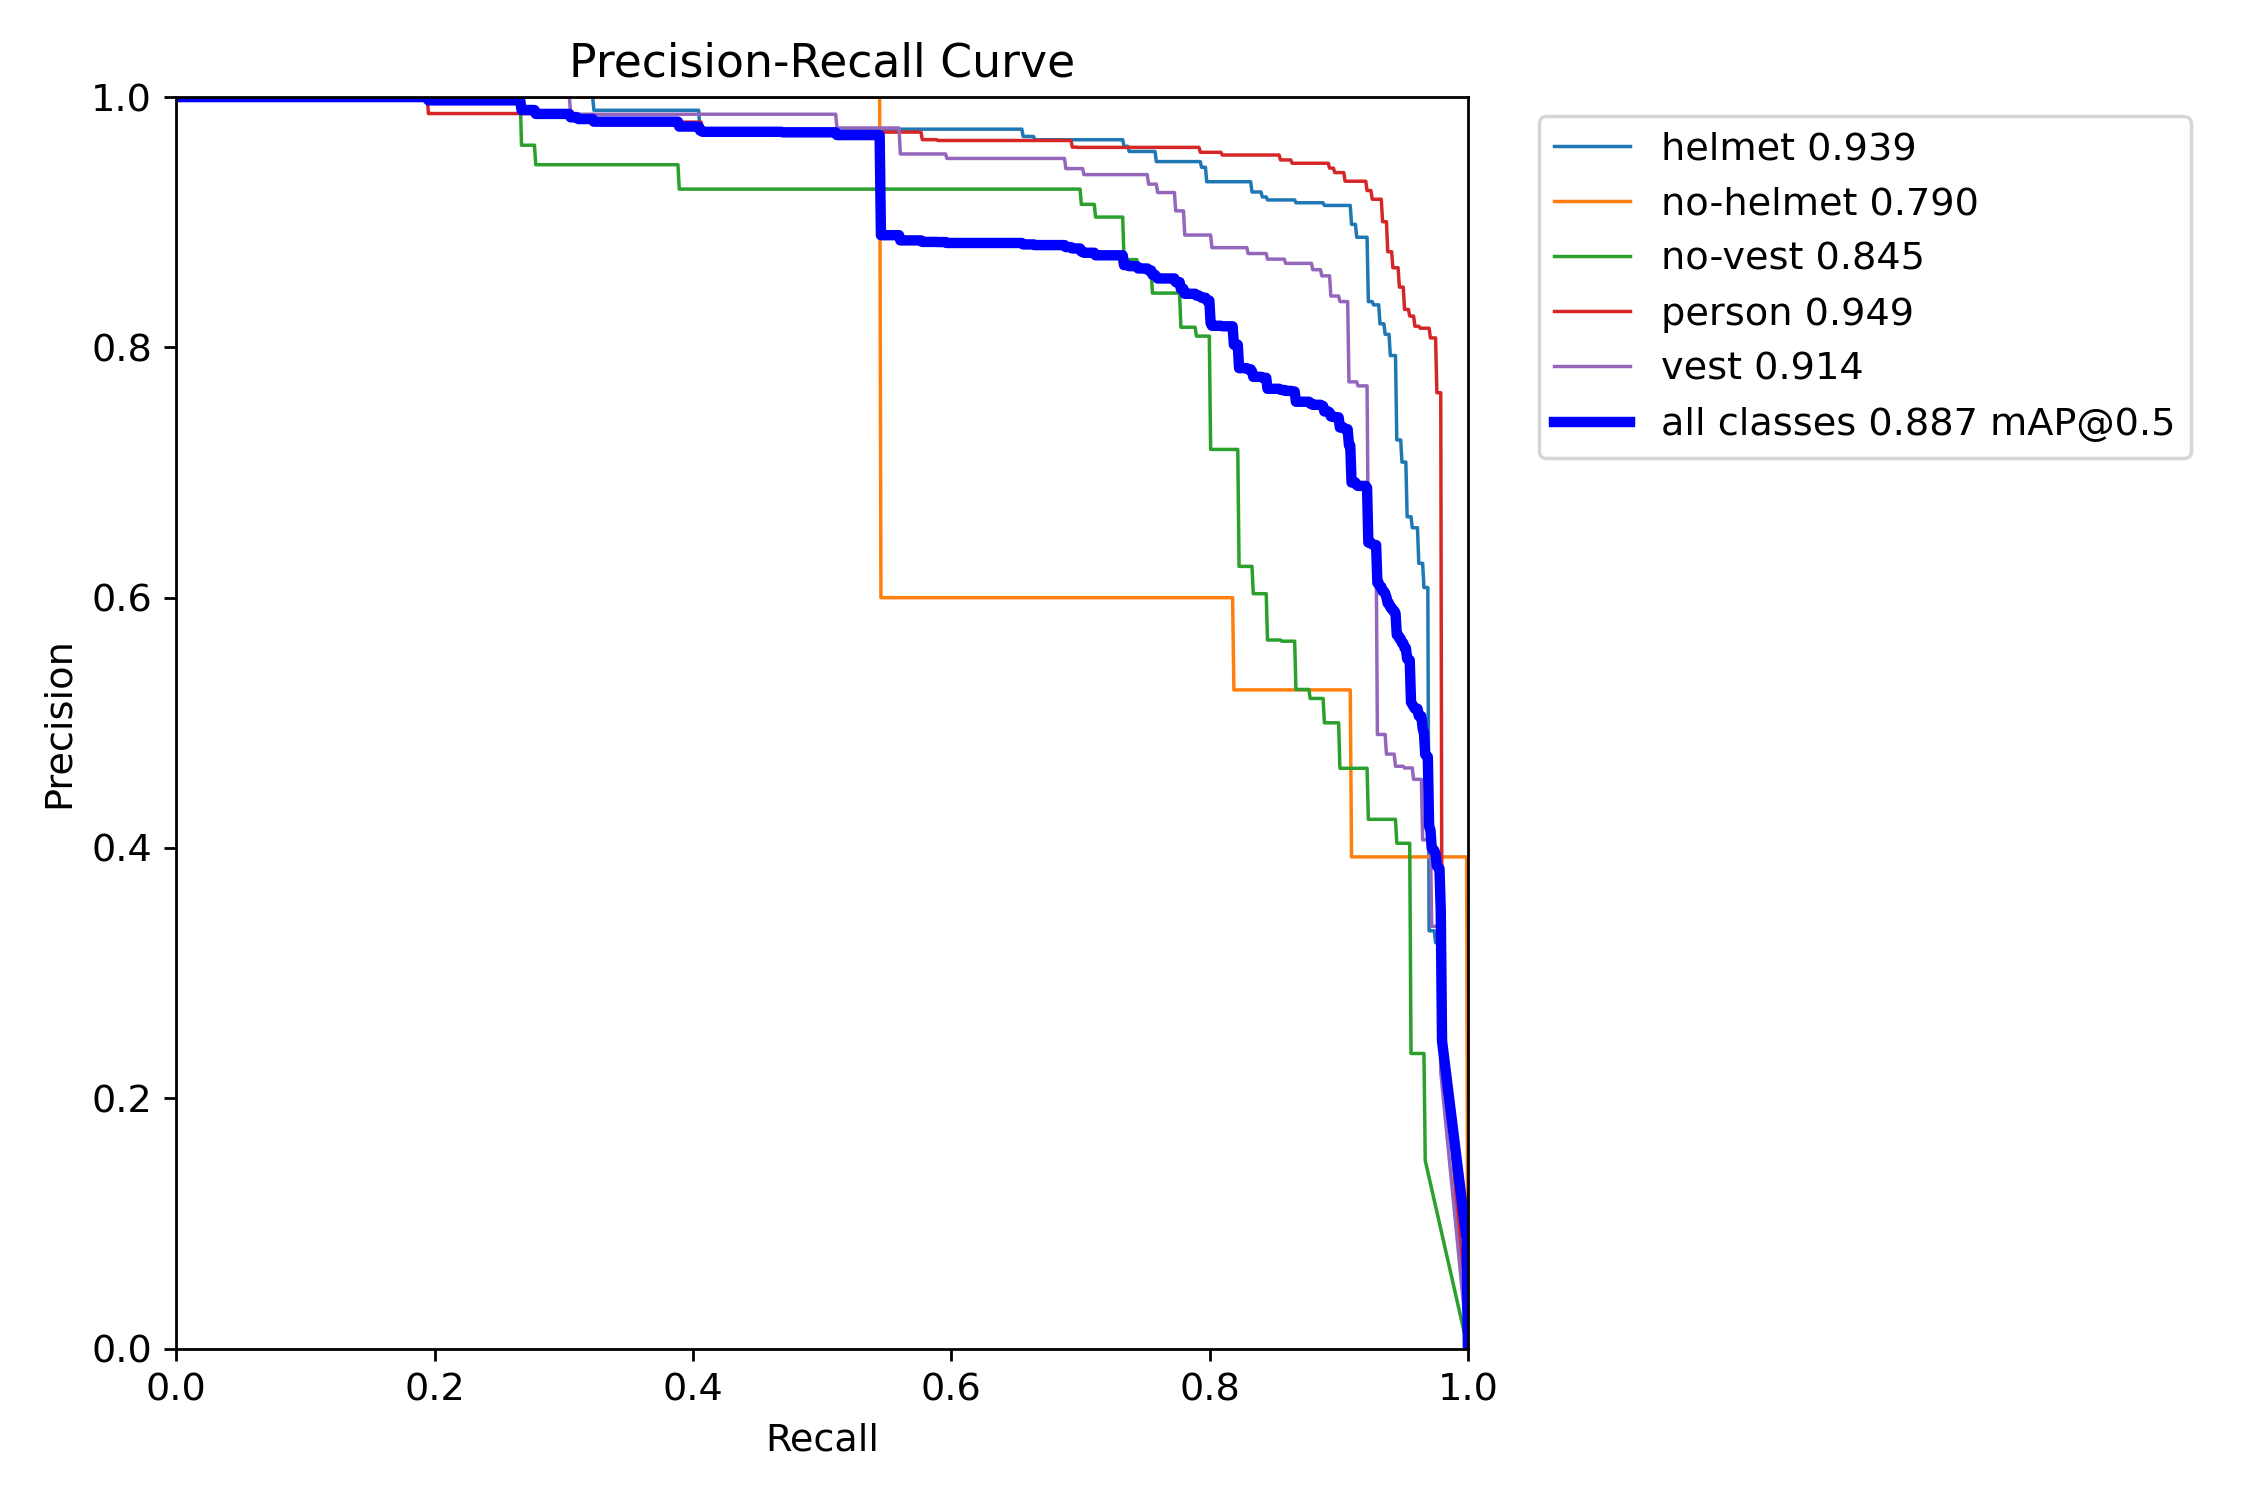 Precision-Recall Curve
1.0
0.8
0.6
0.4
0.2
0.0
Precision
0.0 0.2 0.4 0.6 0.8 1.0
Recall
helmet 0.939
no-helmet 0.790
no-vest 0.845
person 0.949
vest 0.914
all classes 0.887 mAP@0.5